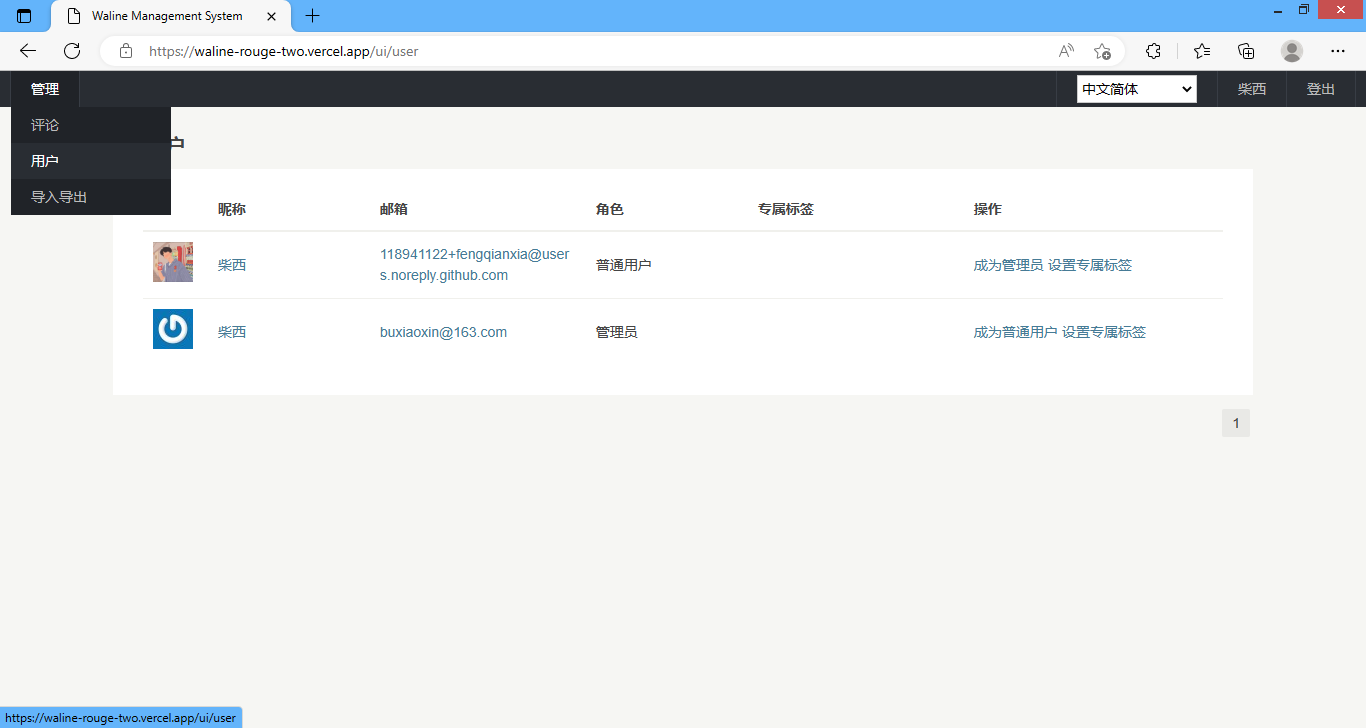 Waline Management System
https://waline-rouge-two.vercel.app/ui/user
管理
中文简体
柴西
登出
评论
用户
导入导出
户
昵称
邮箱
角色
专属标签
操作
柴西
118941122+fengqianxia@user
s.noreply.github.com
普通用户
成为管理员 设置专属标签
柴西
buxiaoxin@163.com
管理员
成为普通用户 设置专属标签
1
https://waline-rouge-two.vercel.app/ui/user